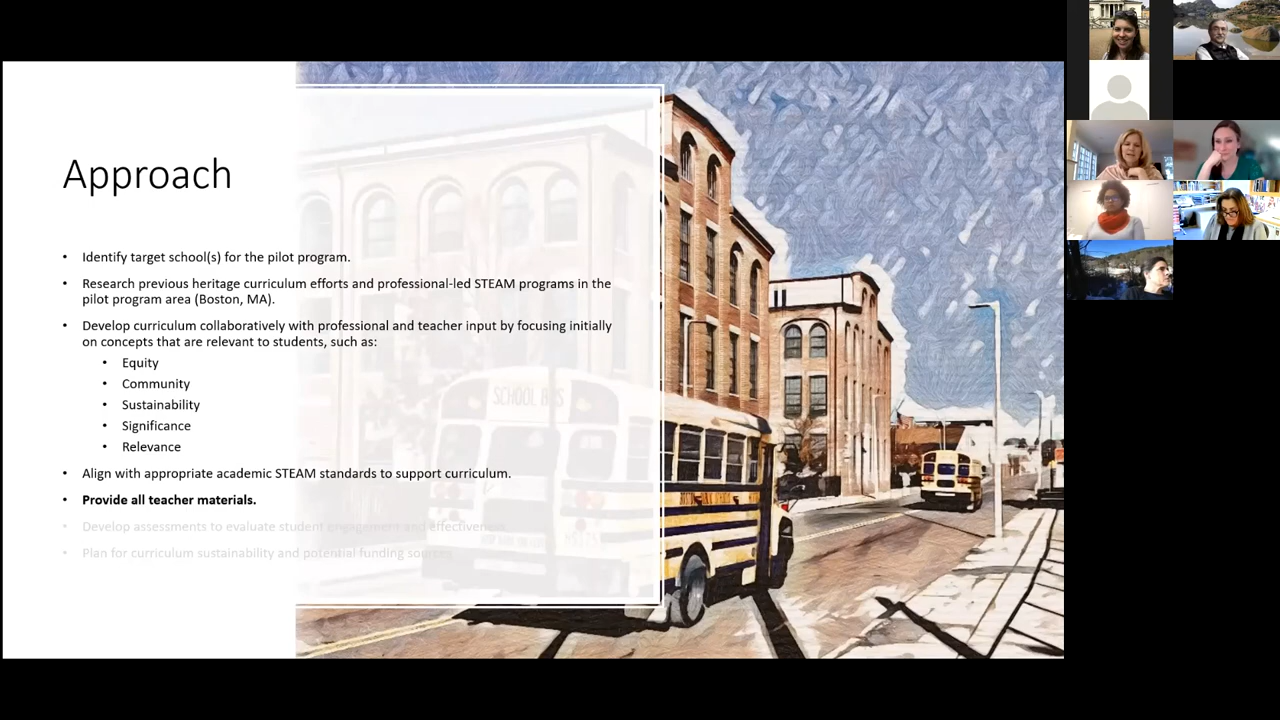 Approach
• Identify target school(s) for the pilot program.
• Research previous heritage curriculum efforts and professional-led STEAM programs in the
pilot program area (Boston, MA).
• Develop curriculum collaboratively with professional and teacher input by focusing initially
on concepts that are relevant to students, such as:
• Equity
• Community
• Sustainability
• Significance
• Relevance
• Align with appropriate academic STEAM standards to support curriculum.
• Provide all teacher materials.
• Develop assessments to evaluate student engagement and effectiveness.
• Plan for curriculum sustainability and potential funding sources.
SCHOOL BUS